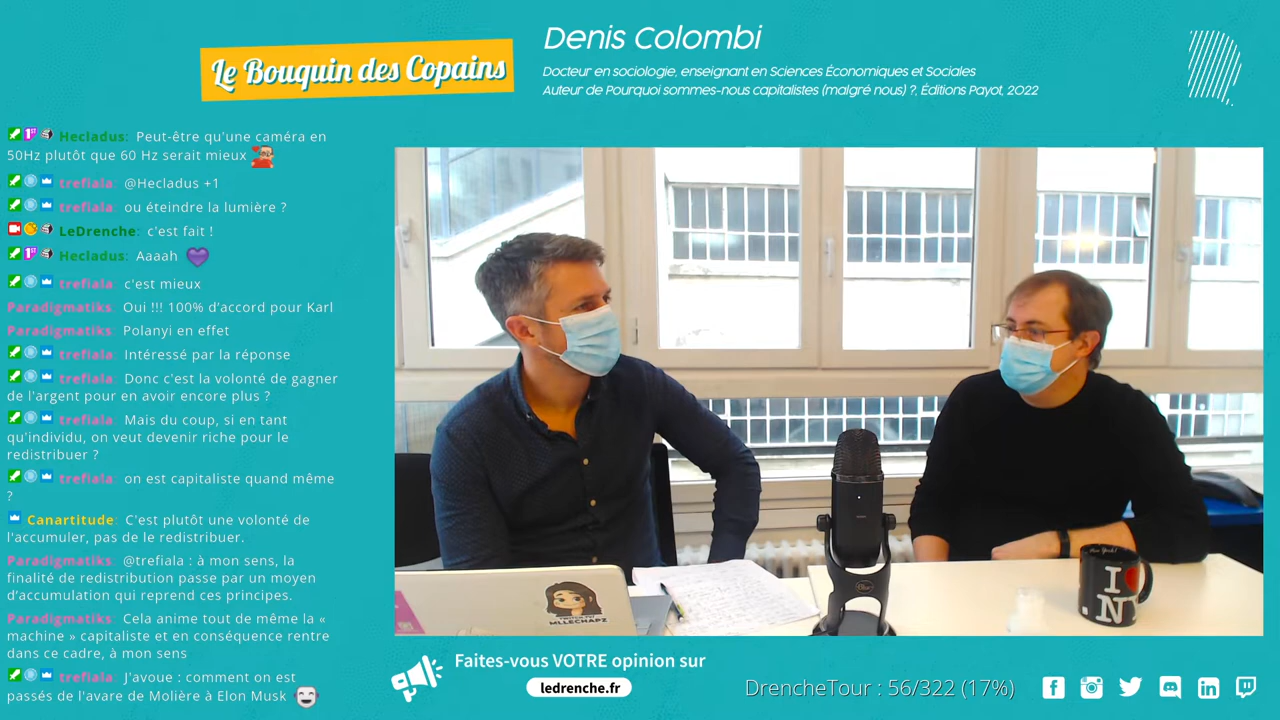 Le Bouquin des Copains
Denis Colombi
Docteur en sociologie, enseignant en Sciences Économiques et Sociales
Auteur de Pourquoi sommes-nous capitalistes (malgré nous) ?, Éditions Payot, 2022
Hecladus: Peut-être qu'une caméra en
50Hz plutôt que 60 Hz serait mieux
trefiala: @Hecladus +1
trefiala: ou éteindre la lumière ?
LeDrenche: c'est fait !
Hecladus: Aaaah
trefiala: c'est mieux
Paradigmatiks: Oui !!! 100% d’accord pour Karl
Paradigmatiks: Polanyi en effet
trefiala: Intéressé par la réponse
trefiala: Donc c'est la volonté de gagner
de l'argent pour en avoir encore plus ?
trefiala: Mais du coup, si en tant
qu'individu, on veut devenir riche pour le
redistribuer ?
trefiala: on est capitaliste quand même
?
Canartitude: C'est plutôt une volonté de
l'accumuler, pas de le redistribuer.
Paradigmatiks: @trefiala : à mon sens, la
finalité de redistribution passe par un moyen
d’accumulation qui reprend ces principes.
Paradigmatiks: Cela anime tout de même la «
machine » capitaliste et en conséquence rentre
dans ce cadre, à mon sens
trefiala: J'avoue : comment on est
passés de l'avare de Molière à Elon Musk
MLLECHAPZ
I
N
Faites-vous VOTRE opinion sur
ledrenche.fr
DrencheTour : 56/322 (17%)